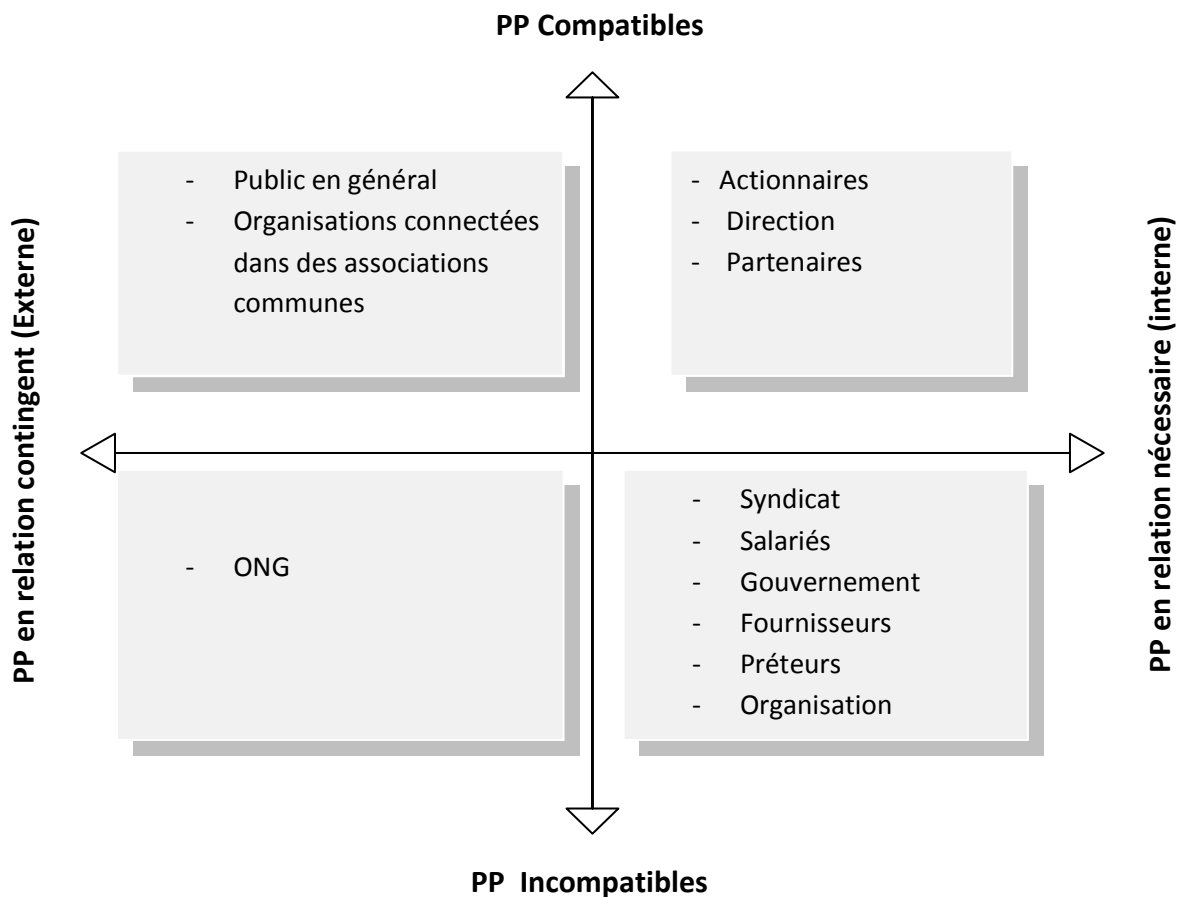 PP Compatibles
PP en relation contingent (Externe)
- Public en général
- Organisations connectées
dans des associations
communes
- Actionnaires
- Direction
- Partenaires
PP en relation nécessaire (interne)
- ONG
- Syndicat
- Salariés
- Gouvernement
- Fournisseurs
- Préteurs
- Organisation
PP Incompatibles